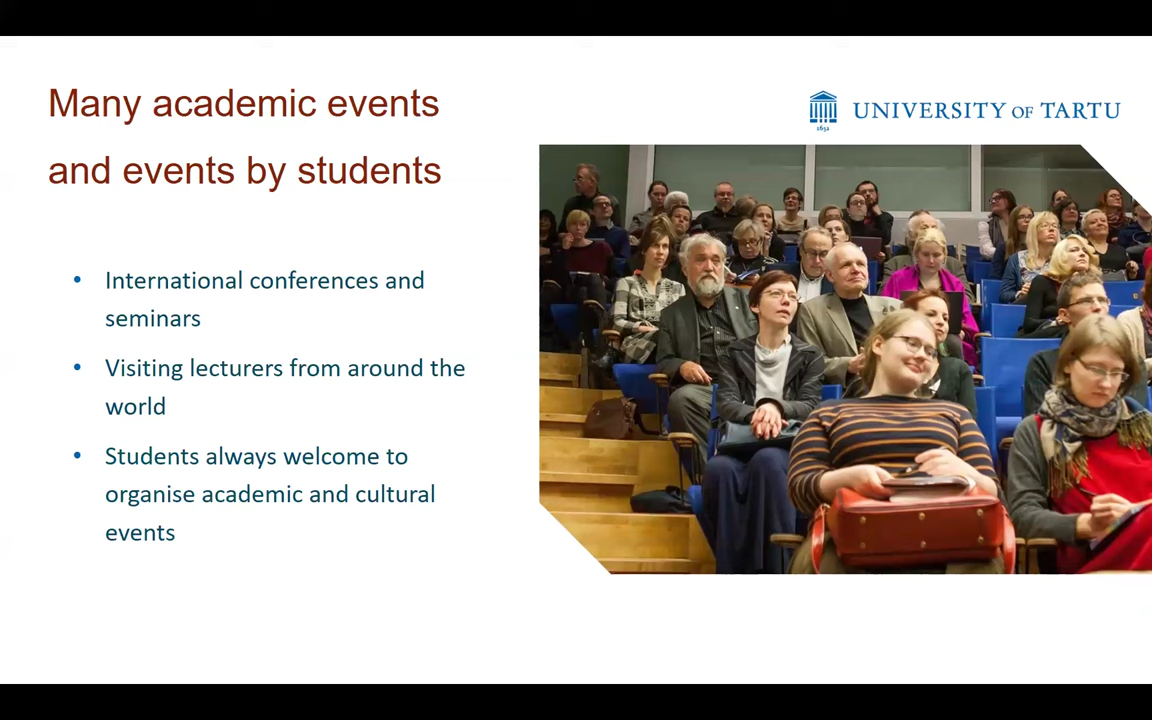 Many academic events
and events by students
UNIVERSITY OF TARTU
1632
International conferences and
seminars
Visiting lecturers from around the
world
Students always welcome to
organise academic and cultural
events